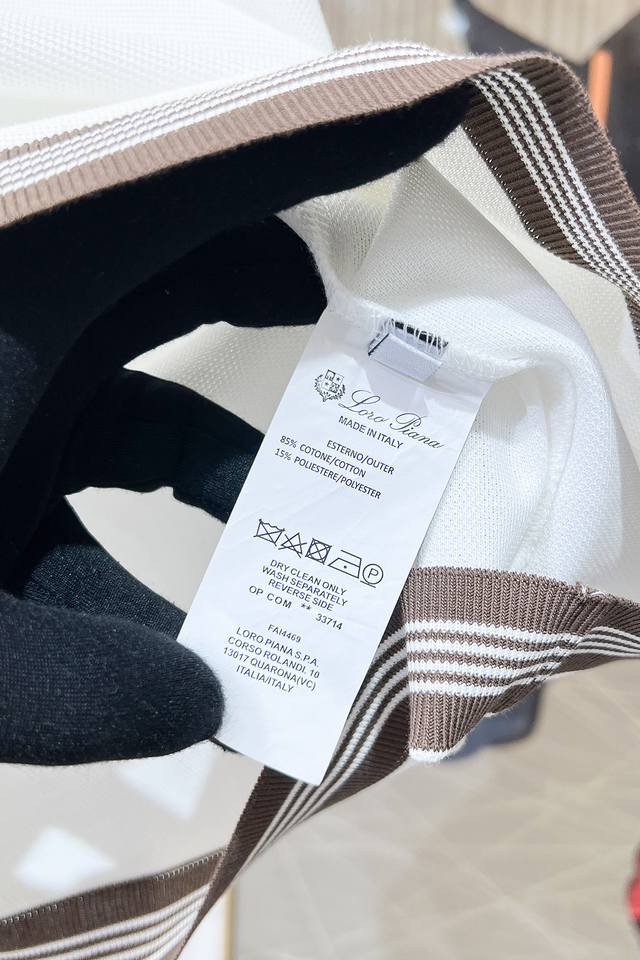 Loro Piana
MADE IN ITALY
ESTERNO/OUTER
85% COTONE/COTTON
15% POLIESTERE/POLYESTER
P
DRY CLEAN ONLY
WASH SEPARATELY
REVERSE SIDE
OP COM ** 33714
FAI4469
LORO PIANA S.P.A.
CORSO ROLANDI, 10
13017 QUARONA(VC)
ITALIA/ITALY